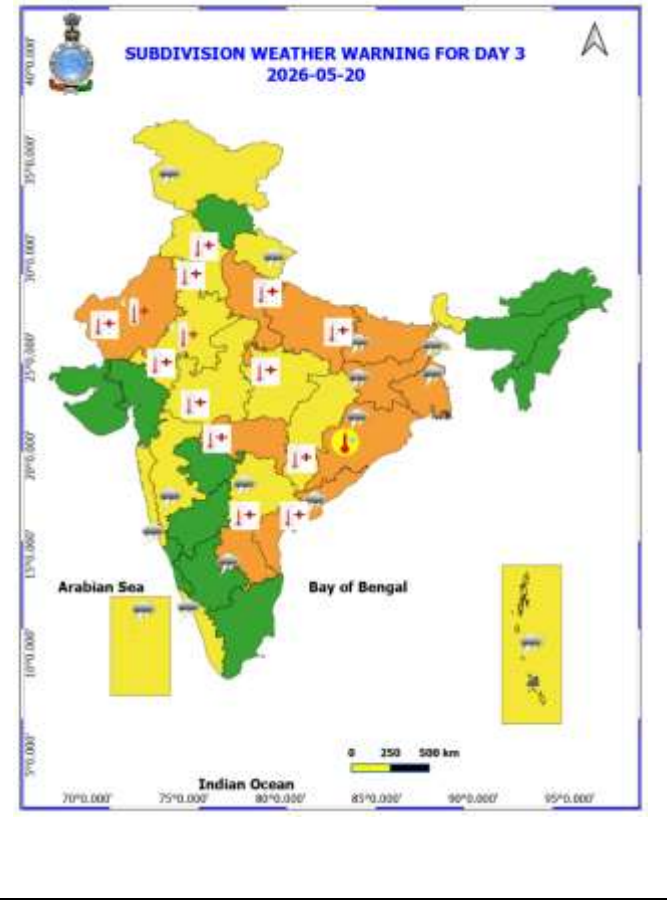 SUBDIVISION WEATHER WARNING FOR DAY 3
2026-05-20
40°0.000'
35°0.000'
30°0.000'
25°0.000'
20°0.000'
15°0.000'
10°0.000'
5°0.000'
Arabian Sea
Bay of Bengal
0 250 500 km
Indian Ocean
70°0.000' 75°0.000' 80°0.000' 85°0.000' 90°0.000' 95°0.000'